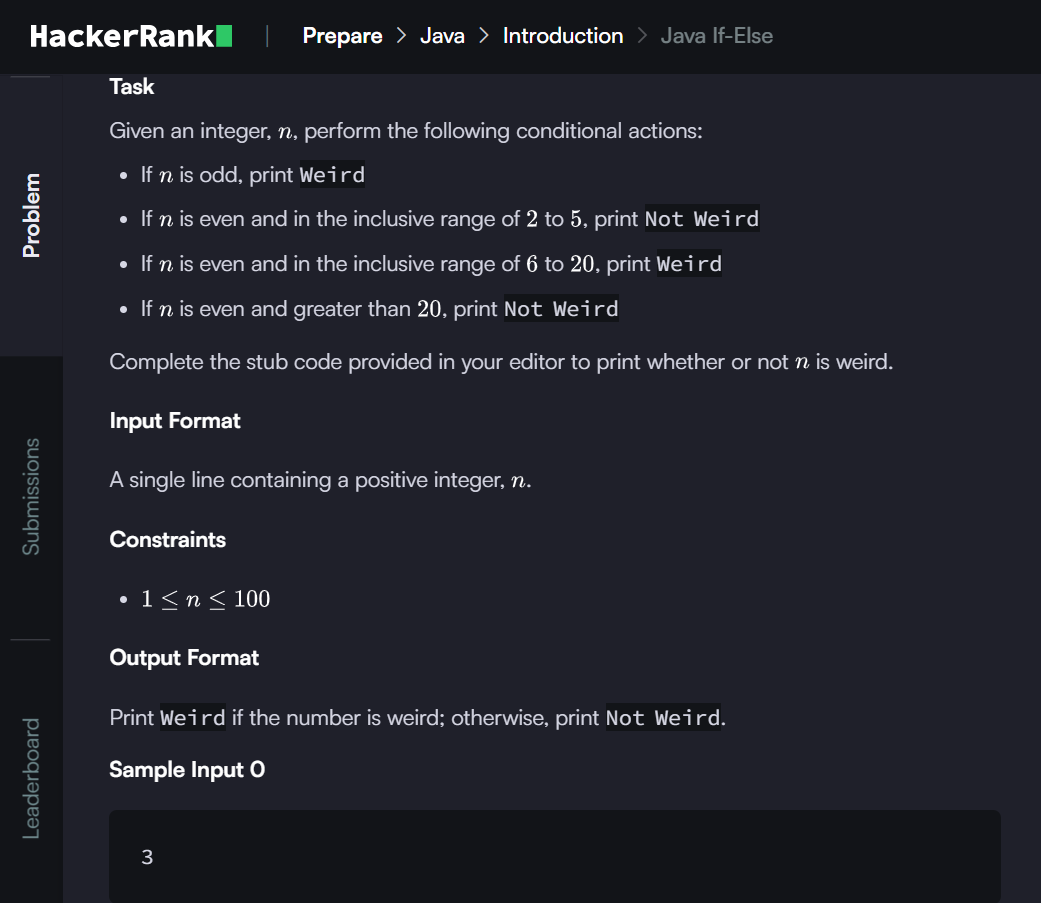 HackerRank | Prepare > Java > Introduction > Java If-Else
Problem
Submissions
Leaderboard
Task
Given an integer, n, perform the following conditional actions:
• If n is odd, print Weird
• If n is even and in the inclusive range of 2 to 5, print Not Weird
• If n is even and in the inclusive range of 6 to 20, print Weird
• If n is even and greater than 20, print Not Weird
Complete the stub code provided in your editor to print whether or not n is weird.
Input Format
A single line containing a positive integer, n.
Constraints
• 1 ≤ n ≤ 100
Output Format
Print Weird if the number is weird; otherwise, print Not Weird.
Sample Input 0
3